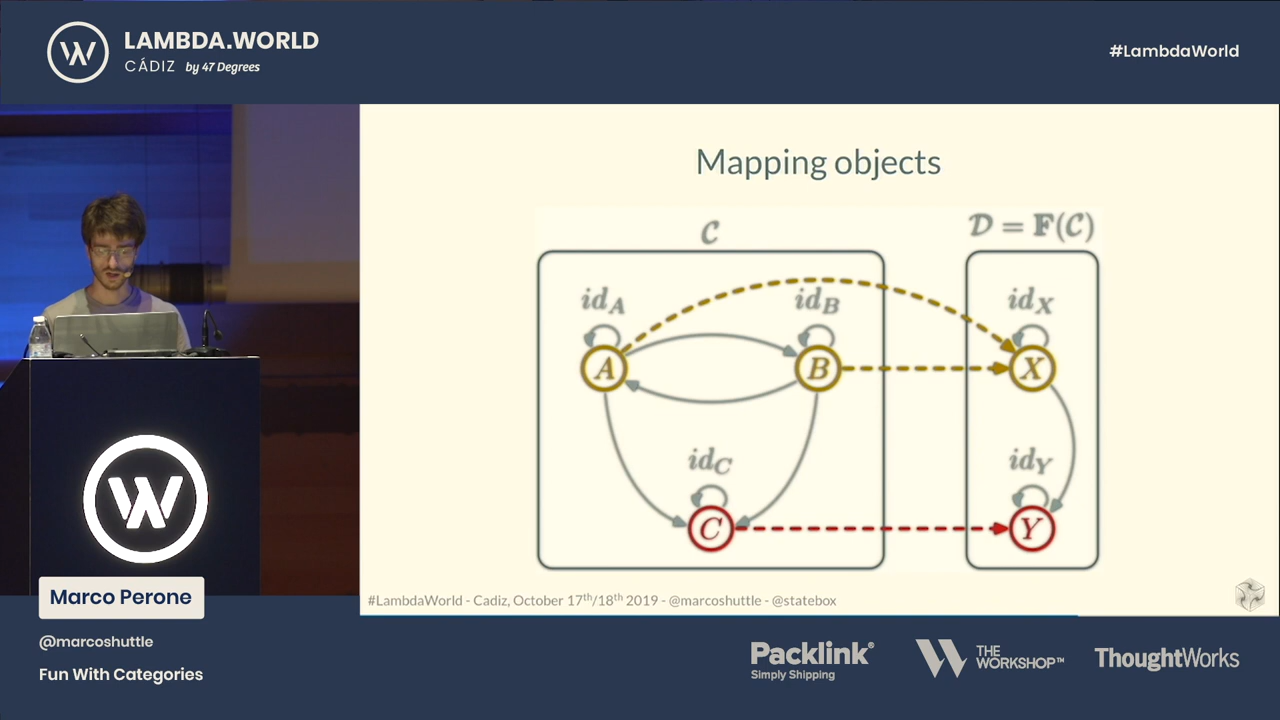 LAMBDA.WORLD
CÁDIZ by 47 Degrees
#LambdaWorld
Mapping objects
𝒞
𝒟 = 𝔽(𝒞)
id_A
id_B
id_X
A
B
X
id_C
id_Y
C
Y
#LambdaWorld - Cadiz, October 17th/18th 2019 - @marcoshuttle - @statebox
Marco Perone
@marcoshuttle
Fun With Categories
Packlink®
Simply Shipping
THE
WORKSHOP™
ThoughtWorks